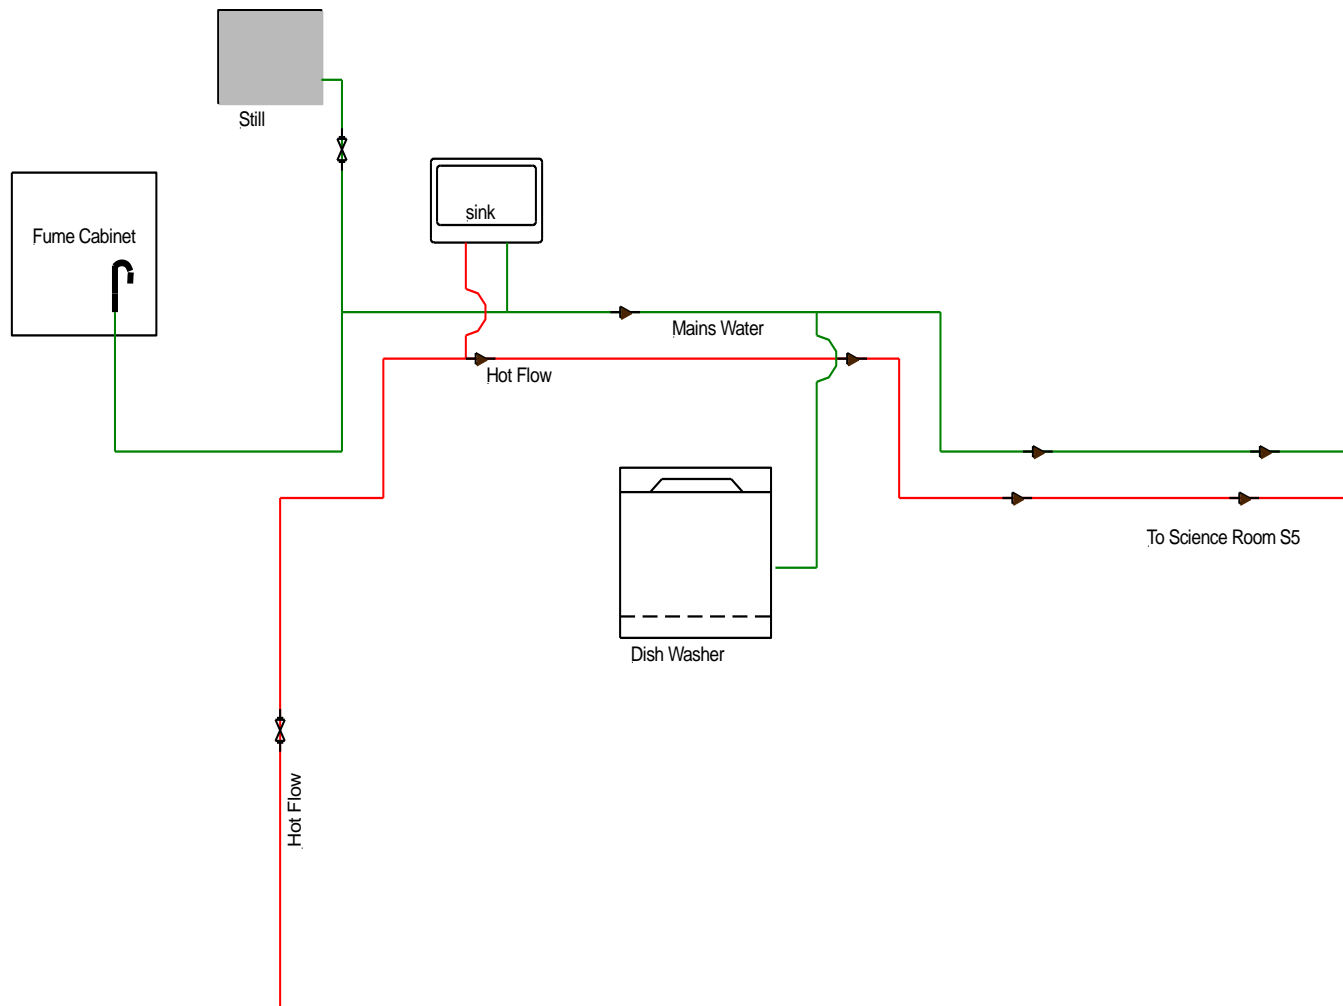 Still
sink
Fume Cabinet
Mains Water
Hot Flow
To Science Room S5
Dish Washer
Hot Flow